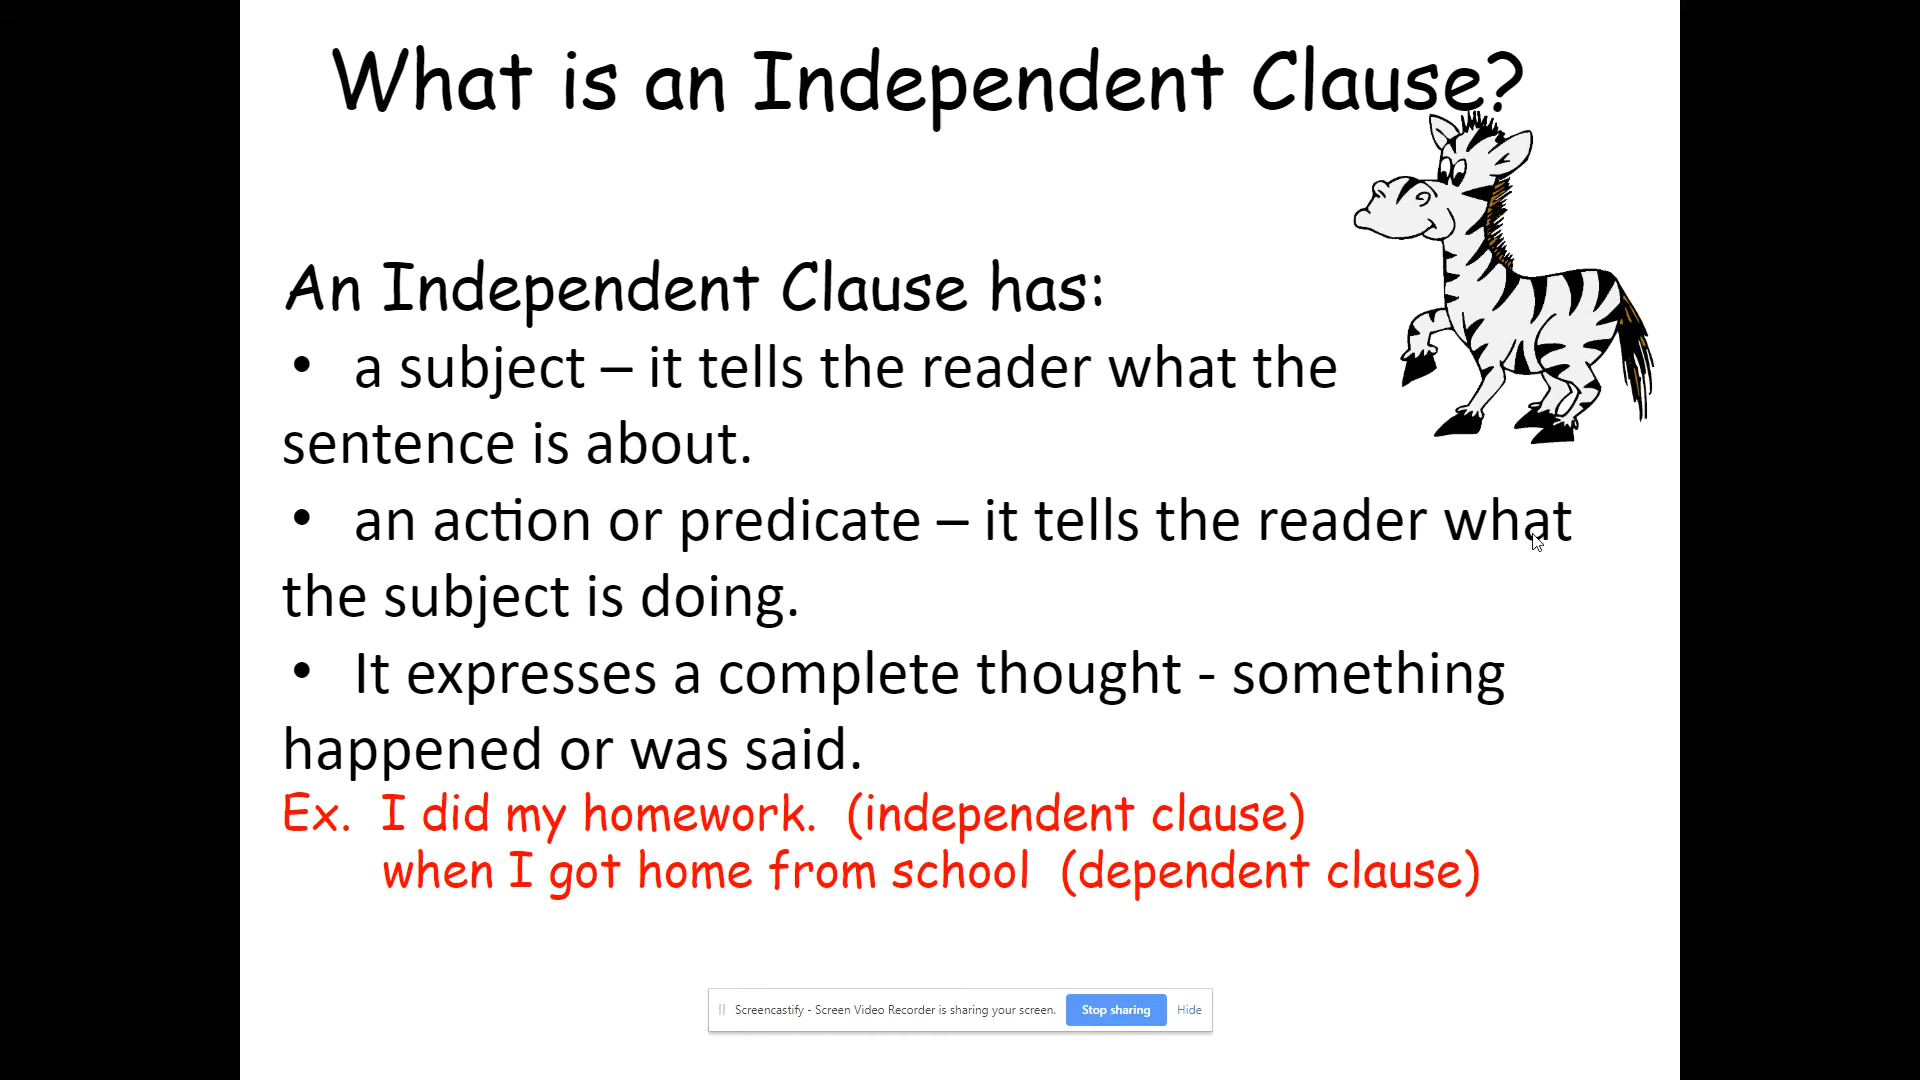 What is an Independent Clause?
An Independent Clause has:
• a subject – it tells the reader what the
sentence is about.
• an action or predicate – it tells the reader what
the subject is doing.
• It expresses a complete thought - something
happened or was said.
Ex. I did my homework. (independent clause)
when I got home from school (dependent clause)
Screencastify - Screen Video Recorder is sharing your screen. Stop sharing Hide